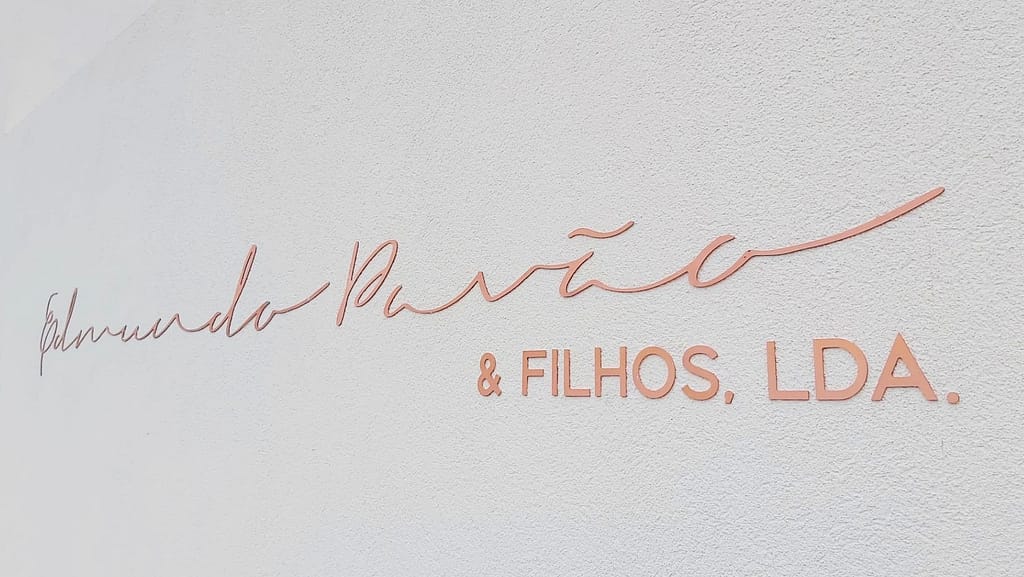 Edmundo Pavão
& FILHOS, LDA.